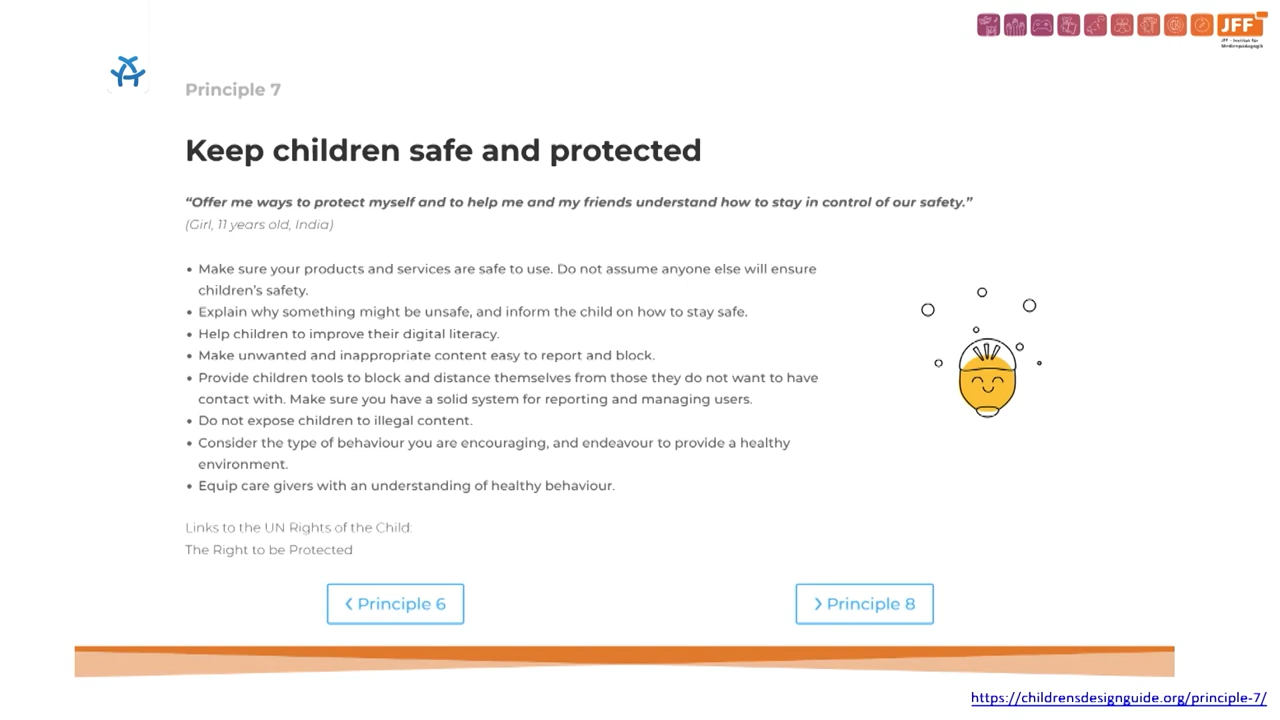 JFF
JFF - Institut für
Medienpädagogik
Principle 7
Keep children safe and protected
“Offer me ways to protect myself and to help me and my friends understand how to stay in control of our safety.”
(Girl, 11 years old, India)
• Make sure your products and services are safe to use. Do not assume anyone else will ensure
children’s safety.
• Explain why something might be unsafe, and inform the child on how to stay safe.
• Help children to improve their digital literacy.
• Make unwanted and inappropriate content easy to report and block.
• Provide children tools to block and distance themselves from those they do not want to have
contact with. Make sure you have a solid system for reporting and managing users.
• Do not expose children to illegal content.
• Consider the type of behaviour you are encouraging, and endeavour to provide a healthy
environment.
• Equip care givers with an understanding of healthy behaviour.
Links to the UN Rights of the Child:
The Right to be Protected
‹ Principle 6
› Principle 8
https://childrensdesignguide.org/principle-7/